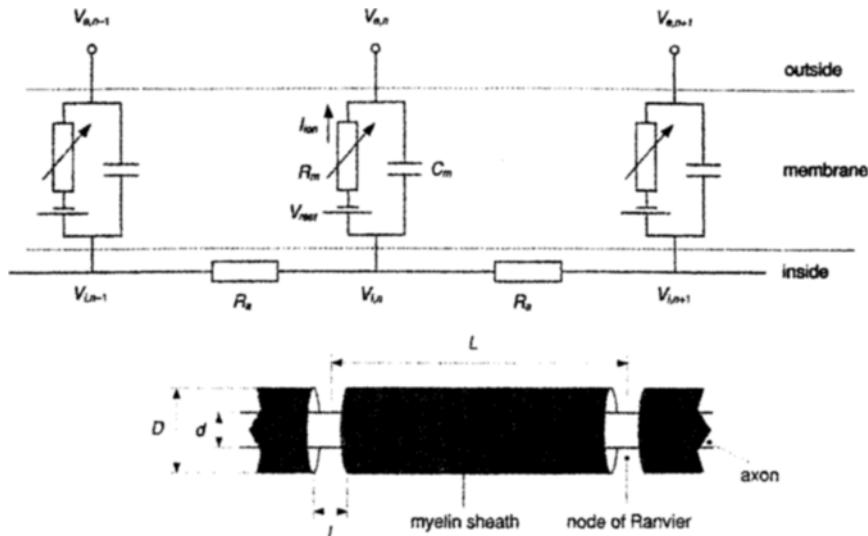 Ve,n-1 Ve,n Ve,n+1
outside
Iion
Rm Cm
membrane
Vrest
inside
Vi,n-1 Ra Vi,n Ra Vi,n+1
L
D d
axon
l
myelin sheath node of Ranvier